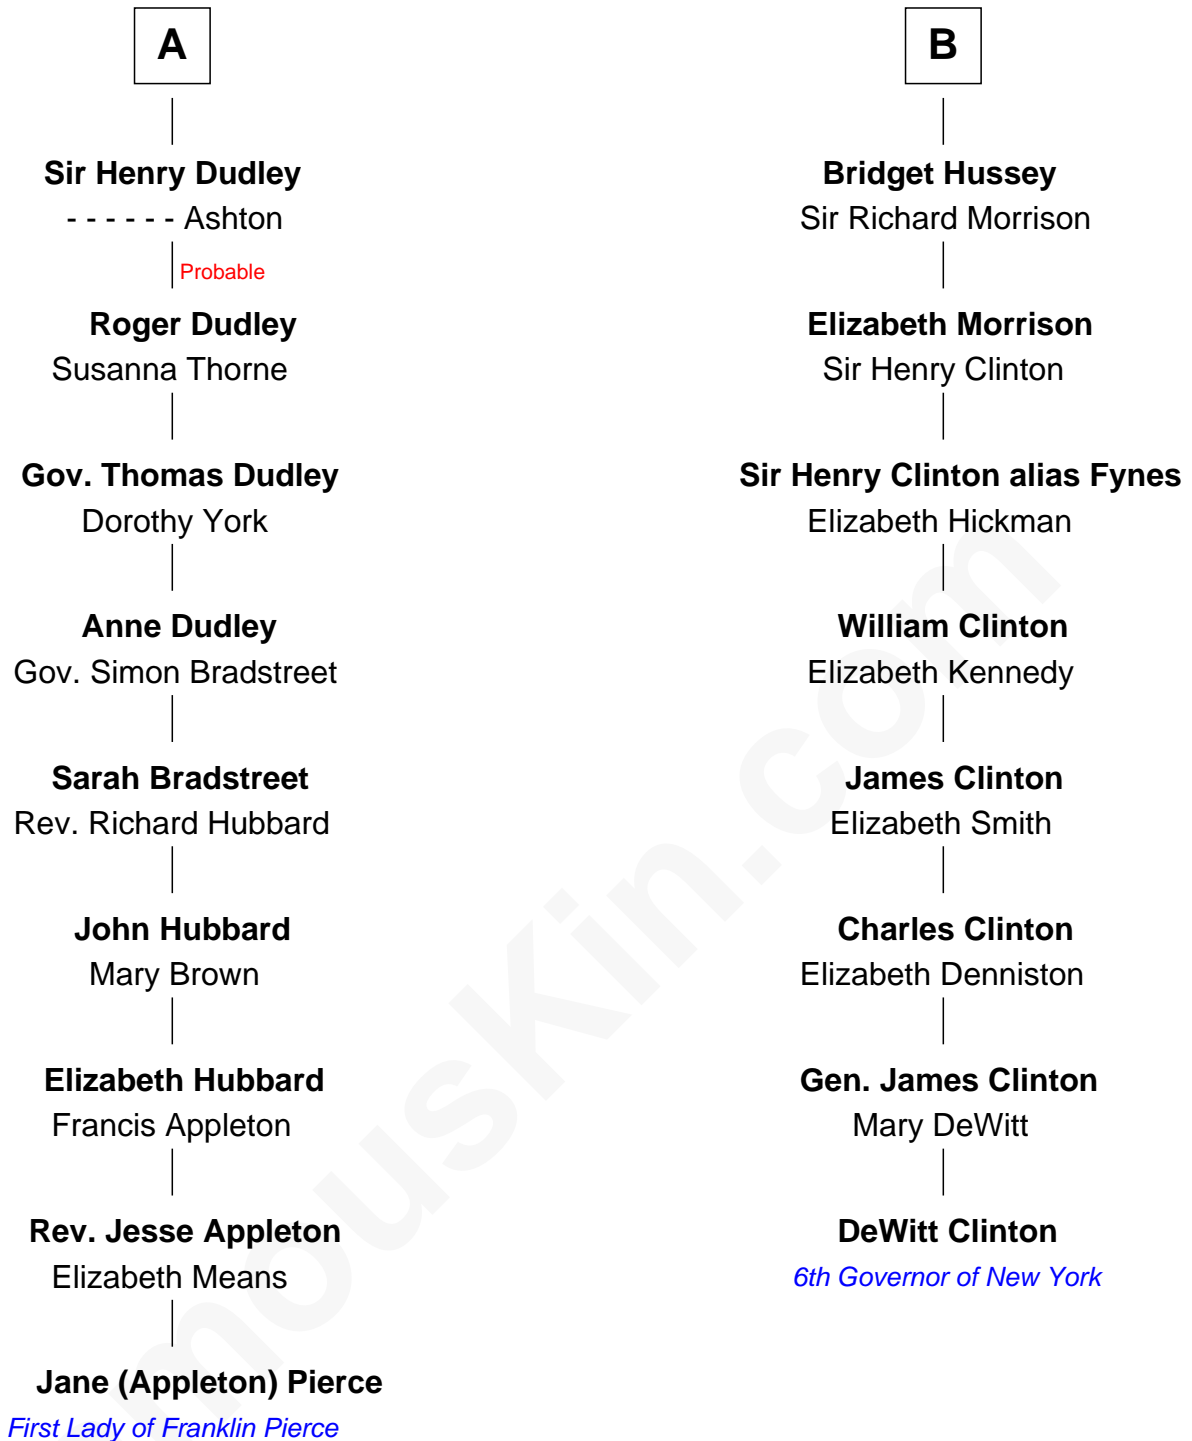 A
Sir Henry Dudley
- - - - - - Ashton
Probable
Roger Dudley
Susanna Thorne
Gov. Thomas Dudley
Dorothy York
Anne Dudley
Gov. Simon Bradstreet
Sarah Bradstreet
Rev. Richard Hubbard
John Hubbard
Mary Brown
Elizabeth Hubbard
Francis Appleton
Rev. Jesse Appleton
Elizabeth Means
Jane (Appleton) Pierce
First Lady of Franklin Pierce
B
Bridget Hussey
Sir Richard Morrison
Elizabeth Morrison
Sir Henry Clinton
Sir Henry Clinton alias Fynes
Elizabeth Hickman
William Clinton
Elizabeth Kennedy
James Clinton
Elizabeth Smith
Charles Clinton
Elizabeth Denniston
Gen. James Clinton
Mary DeWitt
DeWitt Clinton
6th Governor of New York
mousKin.com